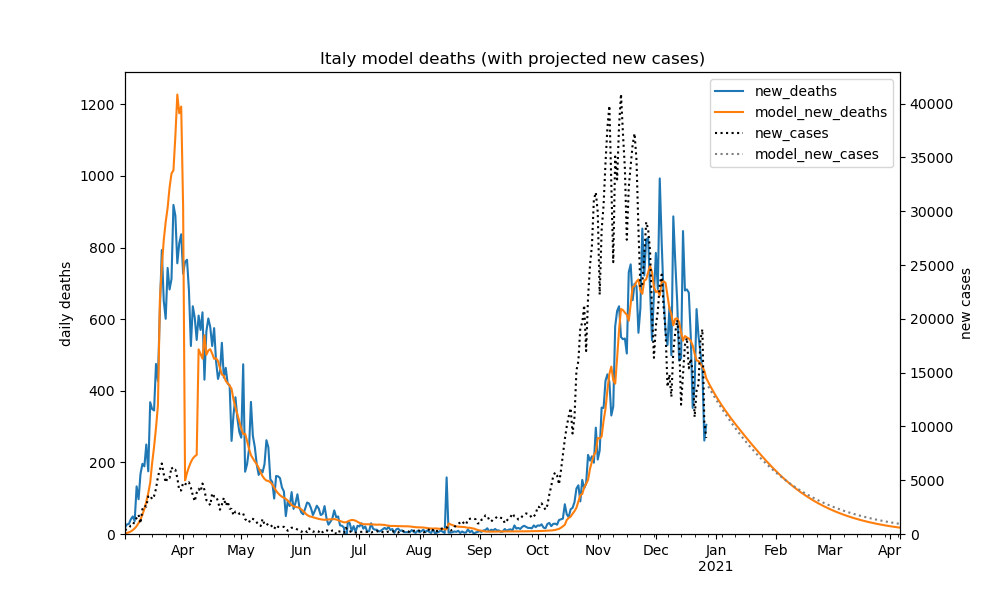 Italy model deaths (with projected new cases)
new_deaths
model_new_deaths
new_cases
model_new_cases
daily deaths
new cases
1200
1000
800
600
400
200
0
40000
35000
30000
25000
20000
15000
10000
5000
0
Apr May Jun Jul Aug Sep Oct Nov Dec Jan Feb Mar Apr
2021